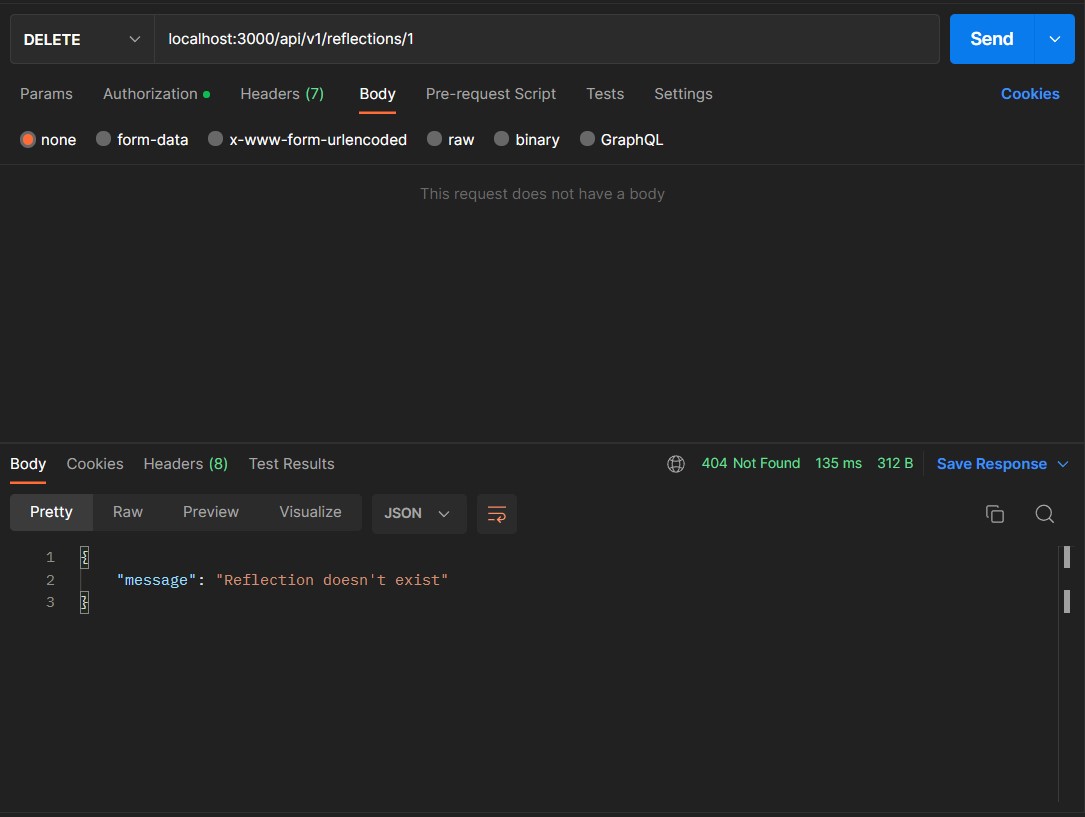 DELETE localhost:3000/api/v1/reflections/1 Send
Params Authorization Headers (7) Body Pre-request Script Tests Settings Cookies
none form-data x-www-form-urlencoded raw binary GraphQL
This request does not have a body
Body Cookies Headers (8) Test Results 404 Not Found 135 ms 312 B Save Response
Pretty Raw Preview Visualize JSON
1 {
2 "message": "Reflection doesn't exist"
3 }